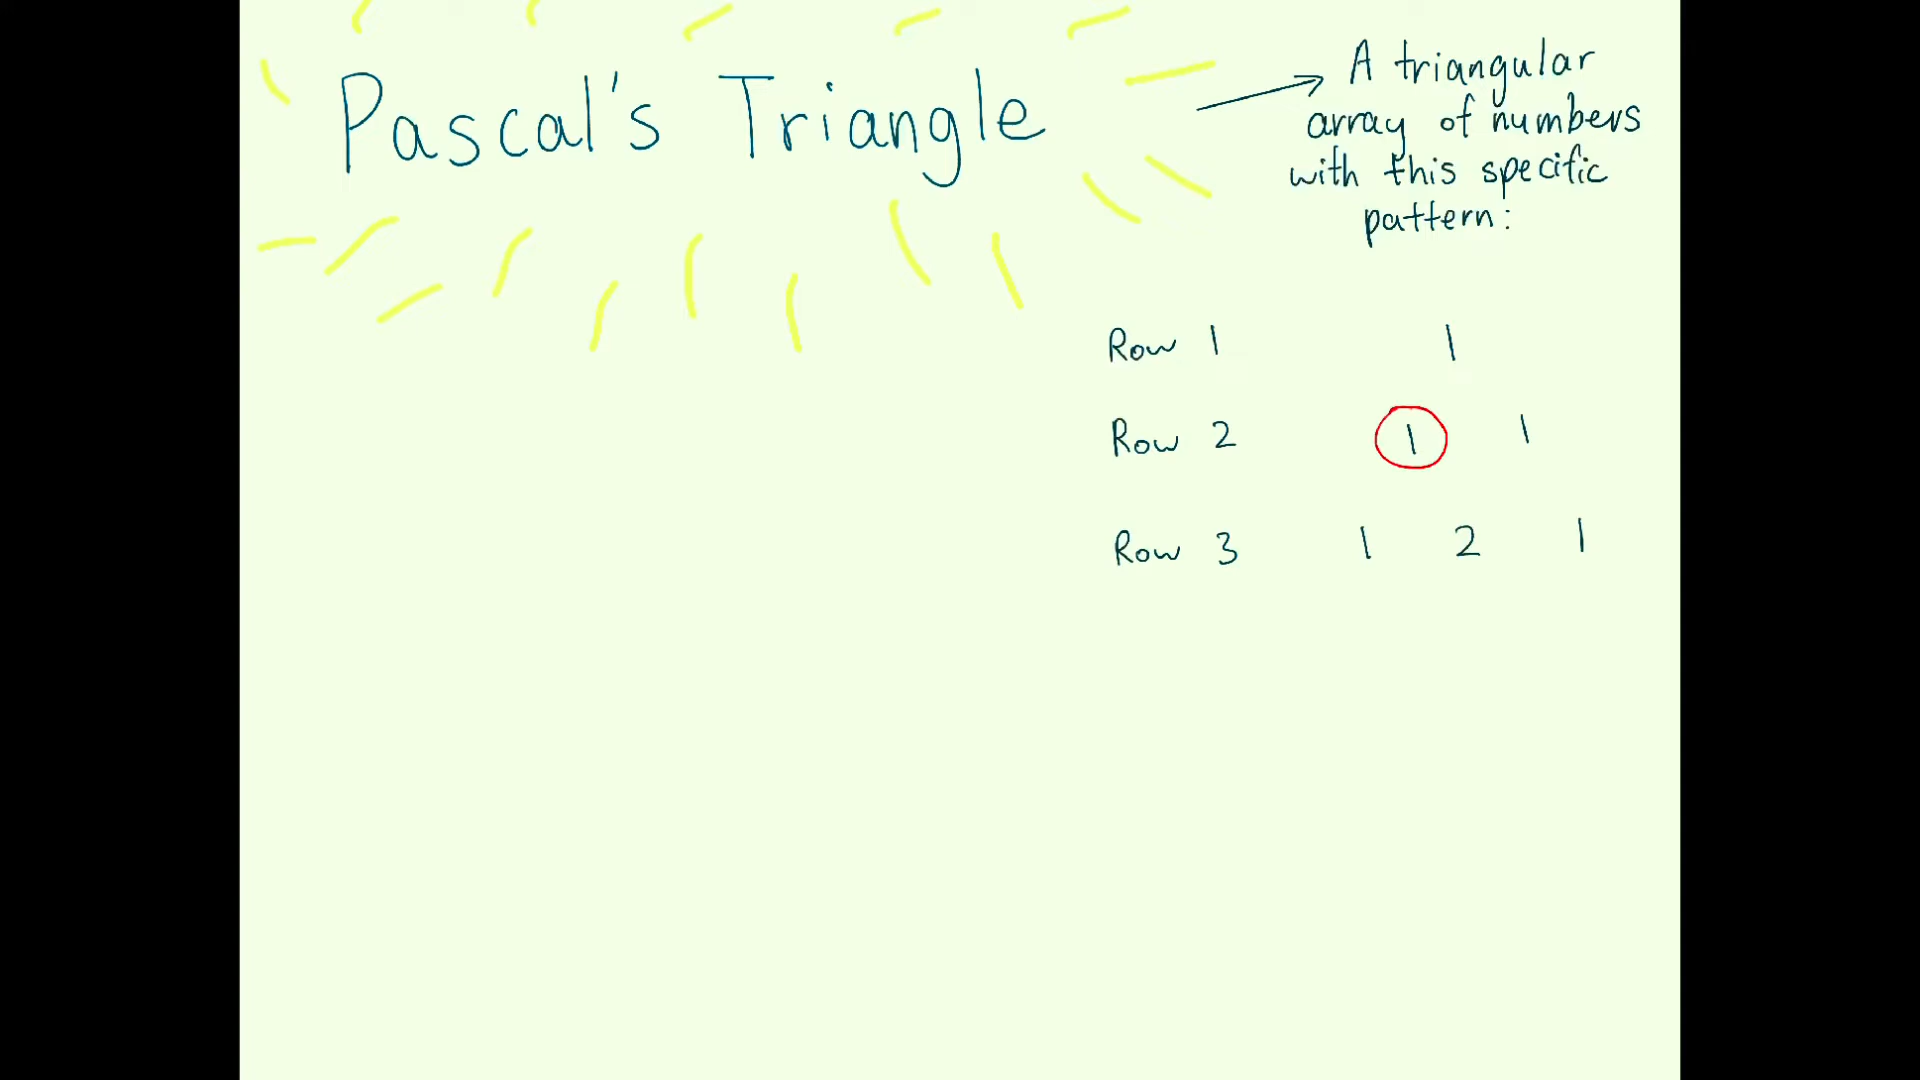 Pascal's Triangle
A triangular
array of numbers
with this specific
pattern:
Row 1 1
Row 2 1 1
Row 3 1 2 1